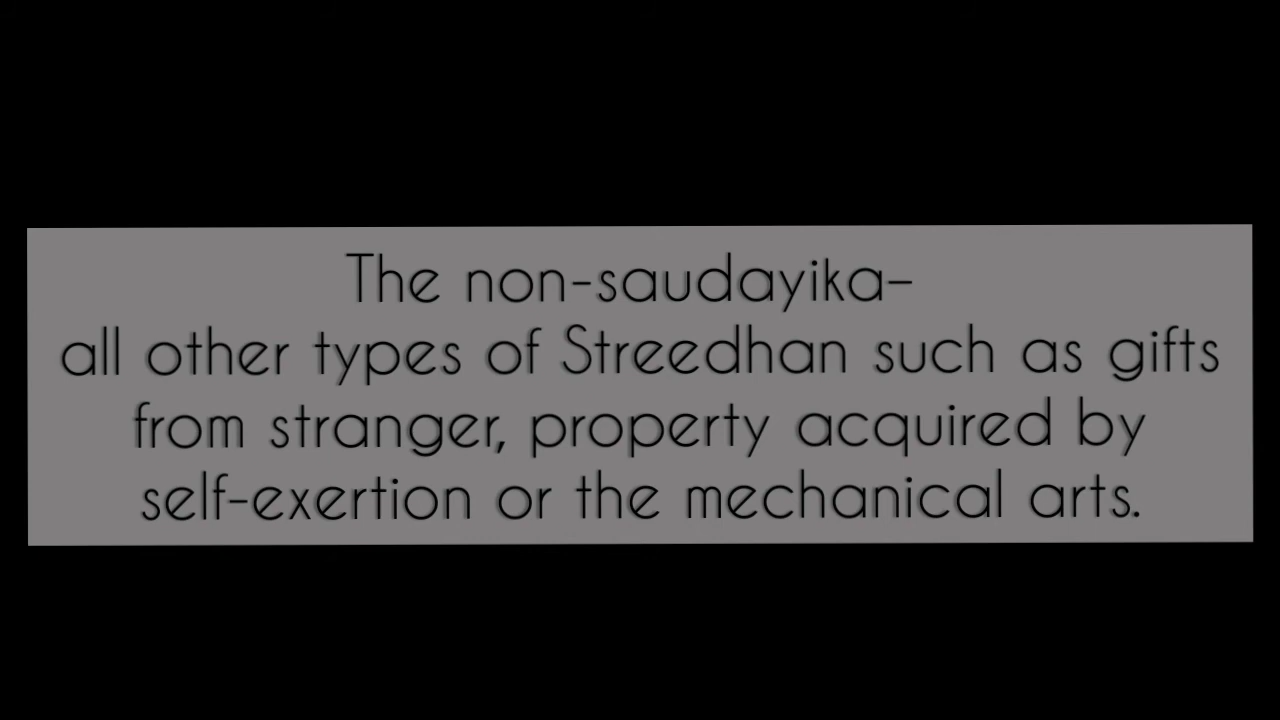 The non-saudayika–
all other types of Streedhan such as gifts
from stranger, property acquired by
self-exertion or the mechanical arts.